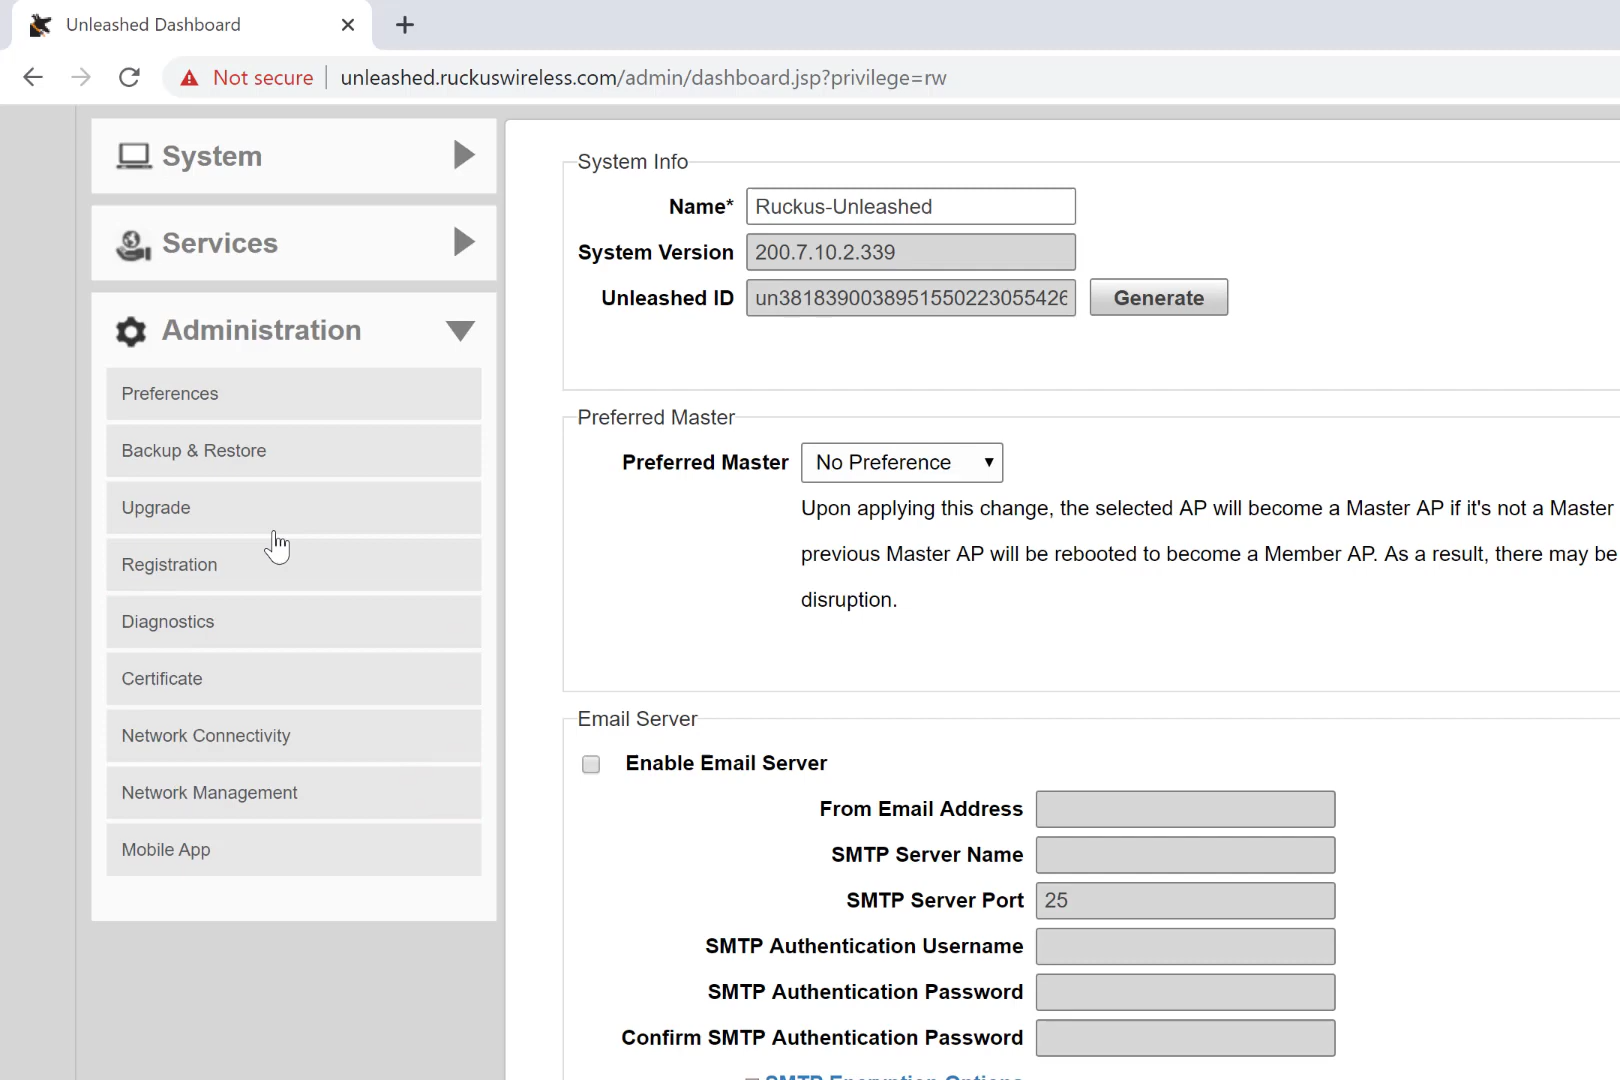 Unleashed Dashboard
Not secure
unleashed.ruckuswireless.com/admin/dashboard.jsp?privilege=rw
System
Services
Administration
Preferences
Backup & Restore
Upgrade
Registration
Diagnostics
Certificate
Network Connectivity
Network Management
Mobile App
System Info
Name* Ruckus-Unleashed
System Version 200.7.10.2.339
Unleashed ID un3818390038951550223055426 Generate
Preferred Master
Preferred Master No Preference
Upon applying this change, the selected AP will become a Master AP if it's not a Master
previous Master AP will be rebooted to become a Member AP. As a result, there may be
disruption.
Email Server
Enable Email Server
From Email Address
SMTP Server Name
SMTP Server Port 25
SMTP Authentication Username
SMTP Authentication Password
Confirm SMTP Authentication Password
SMTP Encryption Options